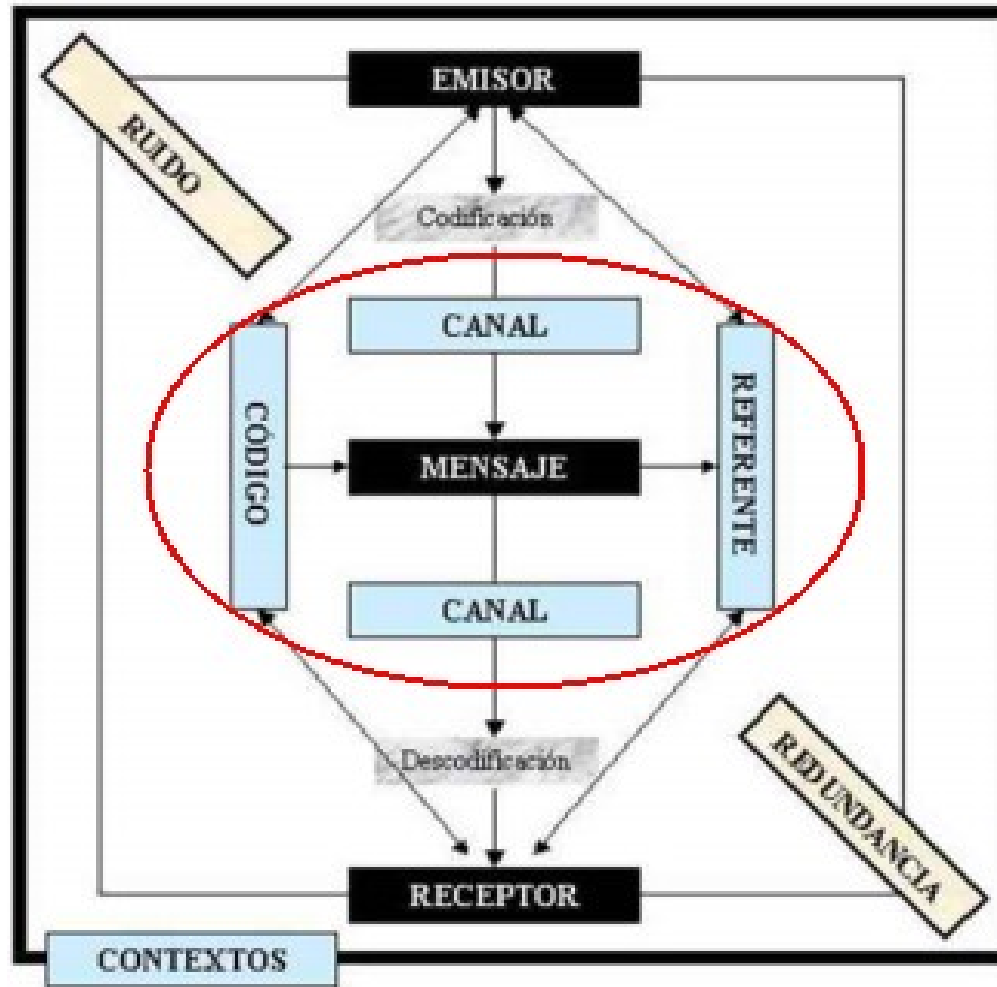 EMISOR
RUIDO
Codificación
CANAL
CÓDIGO
MENSAJE
REFERENTE
CANAL
Descodificación
REDUNDANCIA
RECEPTOR
CONTEXTOS